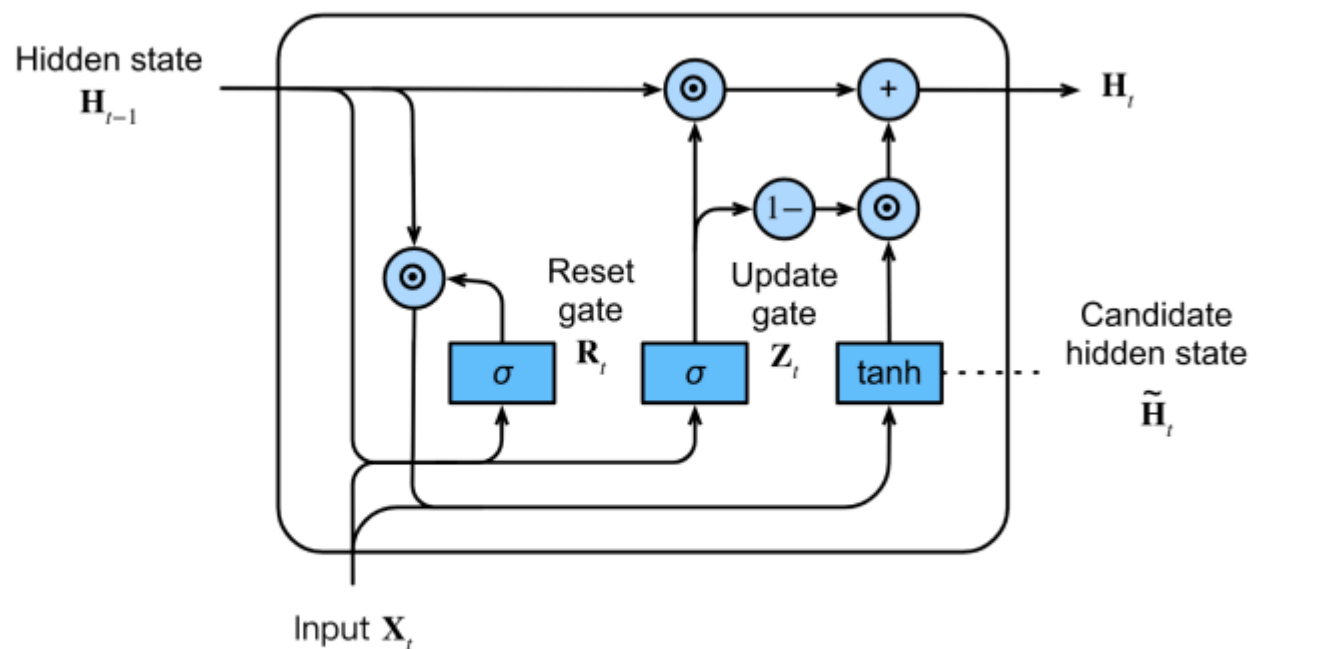 Hidden state
H_{t−1}
⊙
+
H_t
1−
⊙
⊙
Reset
gate
R_t
Update
gate
Z_t
σ
σ
tanh
Candidate
hidden state
H̃_t
Input X_t